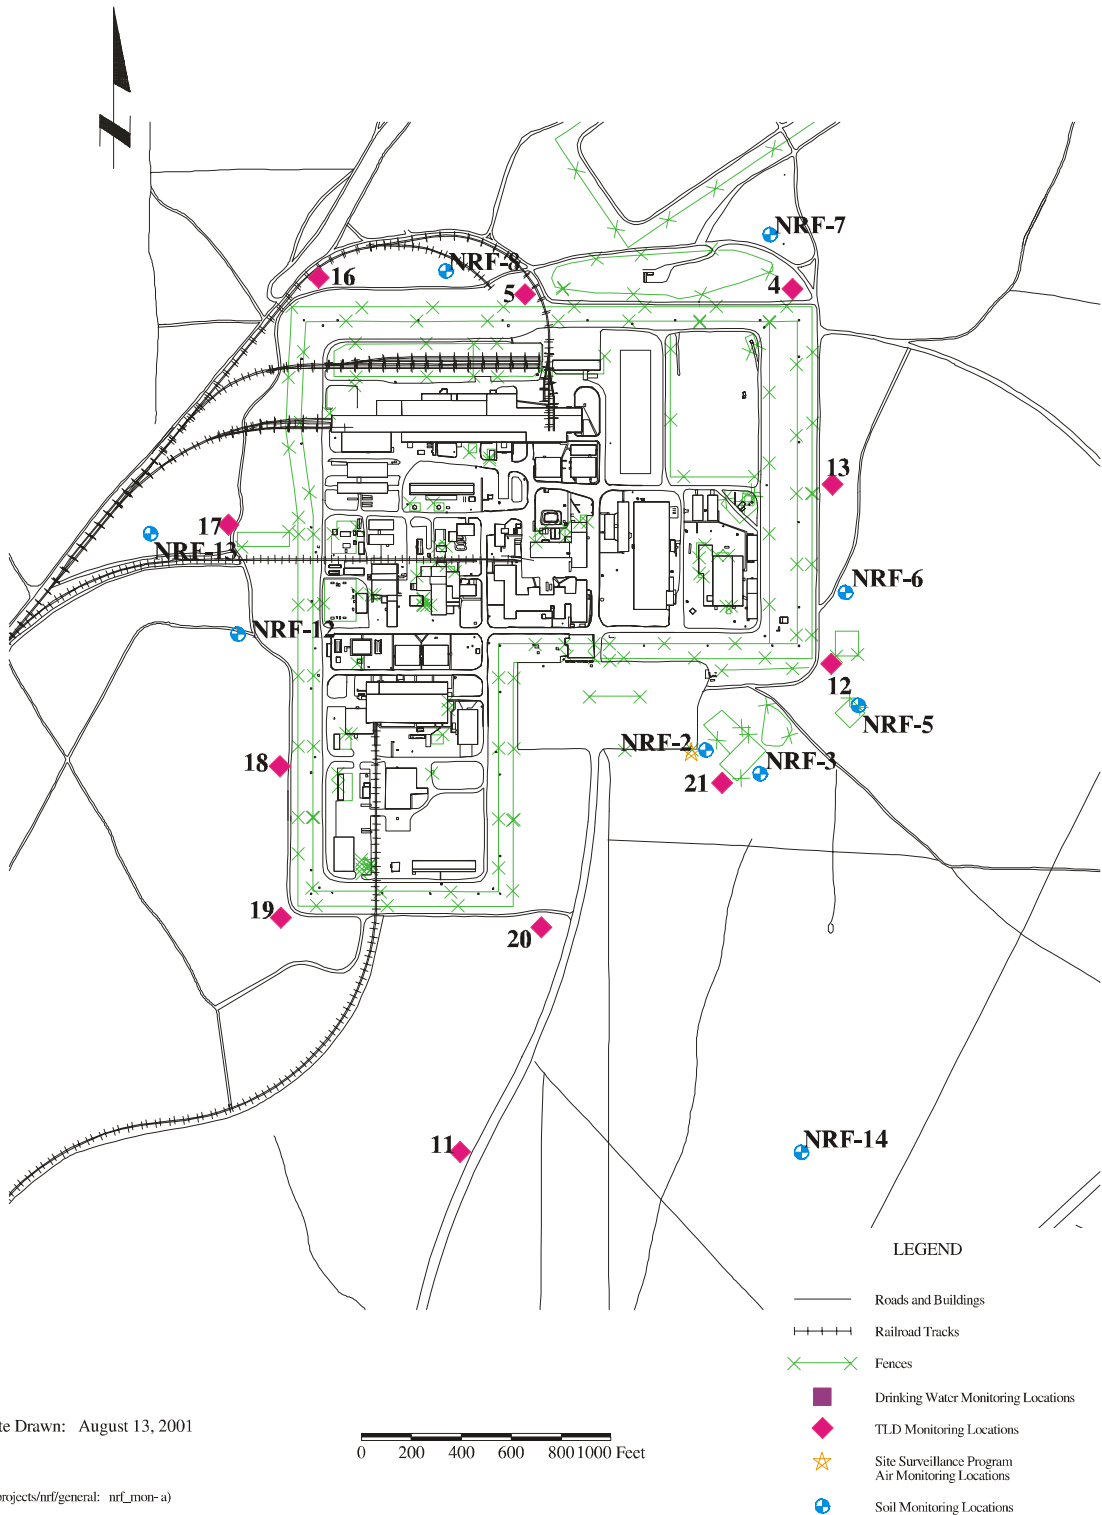 NRF-7
NRF-8
16
5
4
13
17
NRF-13
NRF-6
NRF-12
12
NRF-5
NRF-2
NRF-3
18
21
19
20
11
NRF-14
LEGEND
Roads and Buildings
Railroad Tracks
Fences
Drinking Water Monitoring Locations
TLD Monitoring Locations
Site Surveillance Program
Air Monitoring Locations
Soil Monitoring Locations
te Drawn: August 13, 2001
0 200 400 600 800 1000 Feet
projects/nrf/general: nrf_mon-a)